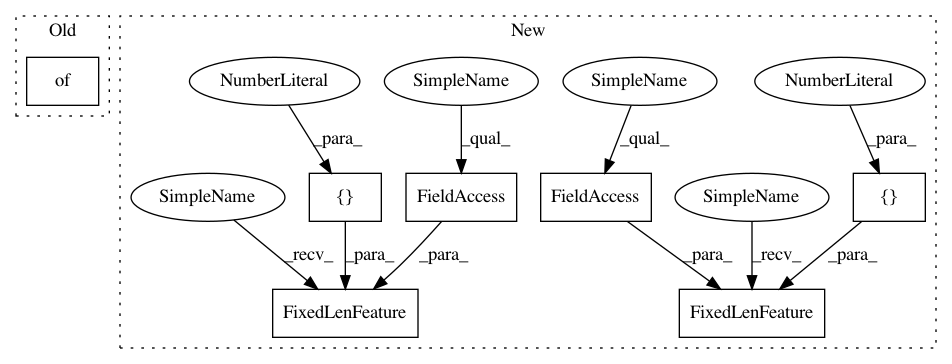 Old
New
of
NumberLiteral
SimpleName
SimpleName
NumberLiteral
_para_
_qual_
_qual_
_para_
SimpleName
{}
FieldAccess
FieldAccess
SimpleName
{}
_recv_
_para_
_para_
_para_
_recv_
_para_
FixedLenFeature
FixedLenFeature